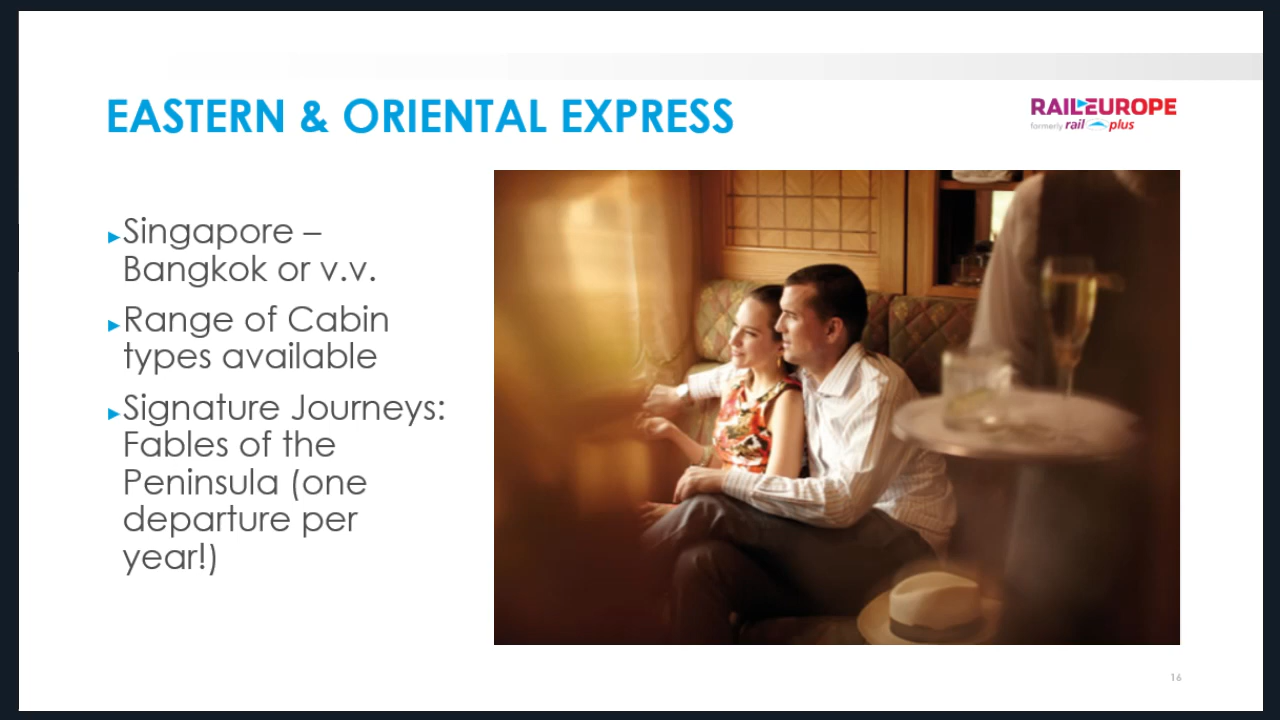 EASTERN & ORIENTAL EXPRESS
RAILEUROPE
formerly rail plus
▸Singapore –
Bangkok or v.v.
▸Range of Cabin
types available
▸Signature Journeys:
Fables of the
Peninsula (one
departure per
year!)
16